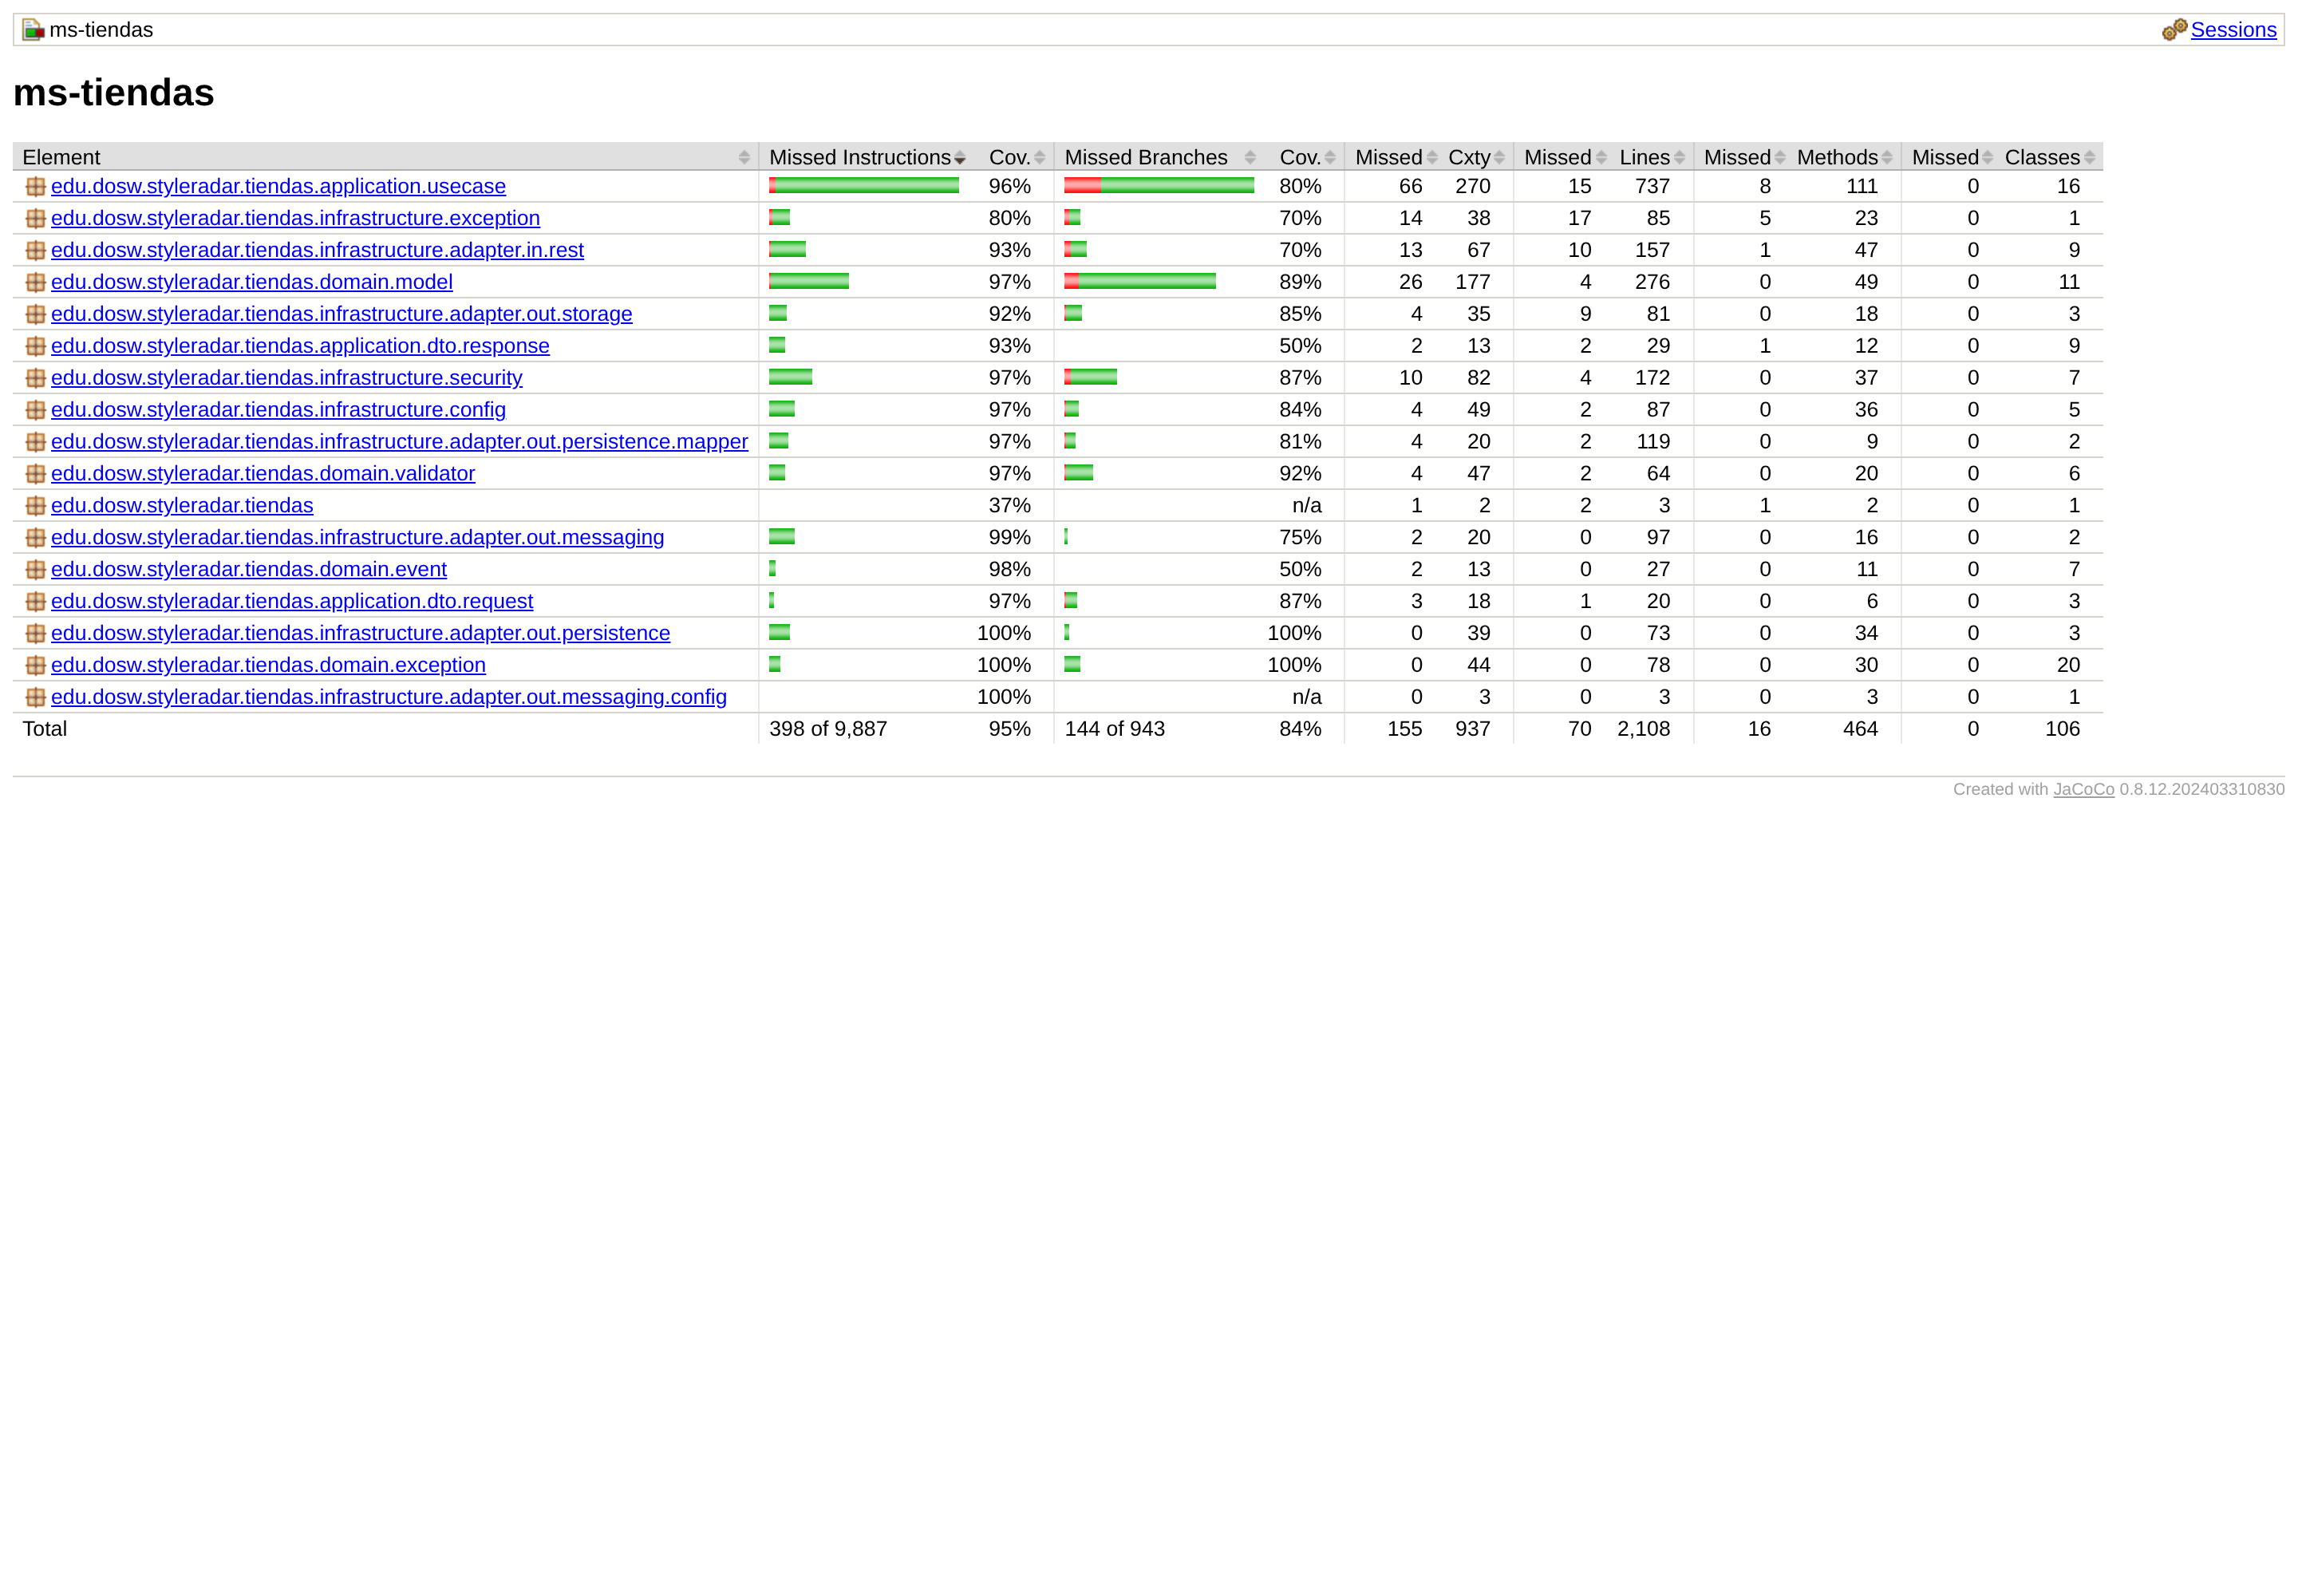 ms-tiendas Sessions
ms-tiendas
Element Missed Instructions Cov. Missed Branches Cov. Missed Cxty Missed Lines Missed Methods Missed Classes
edu.dosw.styleradar.tiendas.application.usecase 96% 80% 66 270 15 737 8 111 0 16
edu.dosw.styleradar.tiendas.infrastructure.exception 80% 70% 14 38 17 85 5 23 0 1
edu.dosw.styleradar.tiendas.infrastructure.adapter.in.rest 93% 70% 13 67 10 157 1 47 0 9
edu.dosw.styleradar.tiendas.domain.model 97% 89% 26 177 4 276 0 49 0 11
edu.dosw.styleradar.tiendas.infrastructure.adapter.out.storage 92% 85% 4 35 9 81 0 18 0 3
edu.dosw.styleradar.tiendas.application.dto.response 93% 50% 2 13 2 29 1 12 0 9
edu.dosw.styleradar.tiendas.infrastructure.security 97% 87% 10 82 4 172 0 37 0 7
edu.dosw.styleradar.tiendas.infrastructure.config 97% 84% 4 49 2 87 0 36 0 5
edu.dosw.styleradar.tiendas.infrastructure.adapter.out.persistence.mapper 97% 81% 4 20 2 119 0 9 0 2
edu.dosw.styleradar.tiendas.domain.validator 97% 92% 4 47 2 64 0 20 0 6
edu.dosw.styleradar.tiendas 37% n/a 1 2 2 3 1 2 0 1
edu.dosw.styleradar.tiendas.infrastructure.adapter.out.messaging 99% 75% 2 20 0 97 0 16 0 2
edu.dosw.styleradar.tiendas.domain.event 98% 50% 2 13 0 27 0 11 0 7
edu.dosw.styleradar.tiendas.application.dto.request 97% 87% 3 18 1 20 0 6 0 3
edu.dosw.styleradar.tiendas.infrastructure.adapter.out.persistence 100% 100% 0 39 0 73 0 34 0 3
edu.dosw.styleradar.tiendas.domain.exception 100% 100% 0 44 0 78 0 30 0 20
edu.dosw.styleradar.tiendas.infrastructure.adapter.out.messaging.config 100% n/a 0 3 0 3 0 3 0 1
Total 398 of 9,887 95% 144 of 943 84% 155 937 70 2,108 16 464 0 106
Created with JaCoCo 0.8.12.202403310830